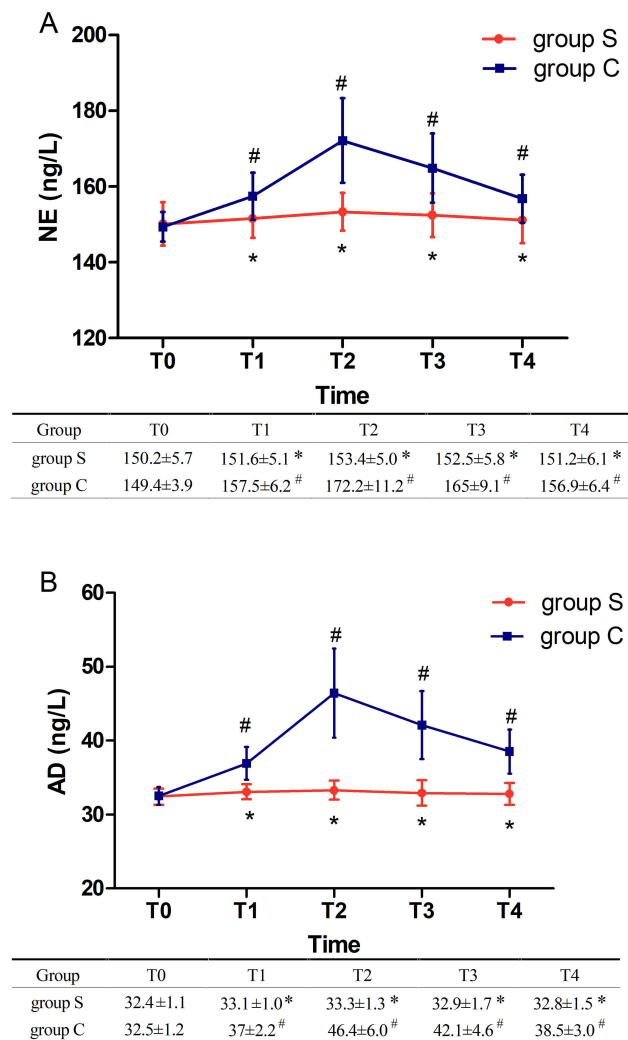 A
group S
group C
200
180
160
140
120
NE (ng/L)
# # # #
* * * *
T0 T1 T2 T3 T4
Time
Group T0 T1 T2 T3 T4
group S 150.2±5.7 151.6±5.1 * 153.4±5.0 * 152.5±5.8 * 151.2±6.1 *
group C 149.4±3.9 157.5±6.2 # 172.2±11.2 # 165±9.1 # 156.9±6.4 #
B
group S
group C
60
50
40
30
20
AD (ng/L)
# # # #
* * * *
T0 T1 T2 T3 T4
Time
Group T0 T1 T2 T3 T4
group S 32.4±1.1 33.1±1.0 * 33.3±1.3 * 32.9±1.7 * 32.8±1.5 *
group C 32.5±1.2 37±2.2 # 46.4±6.0 # 42.1±4.6 # 38.5±3.0 #